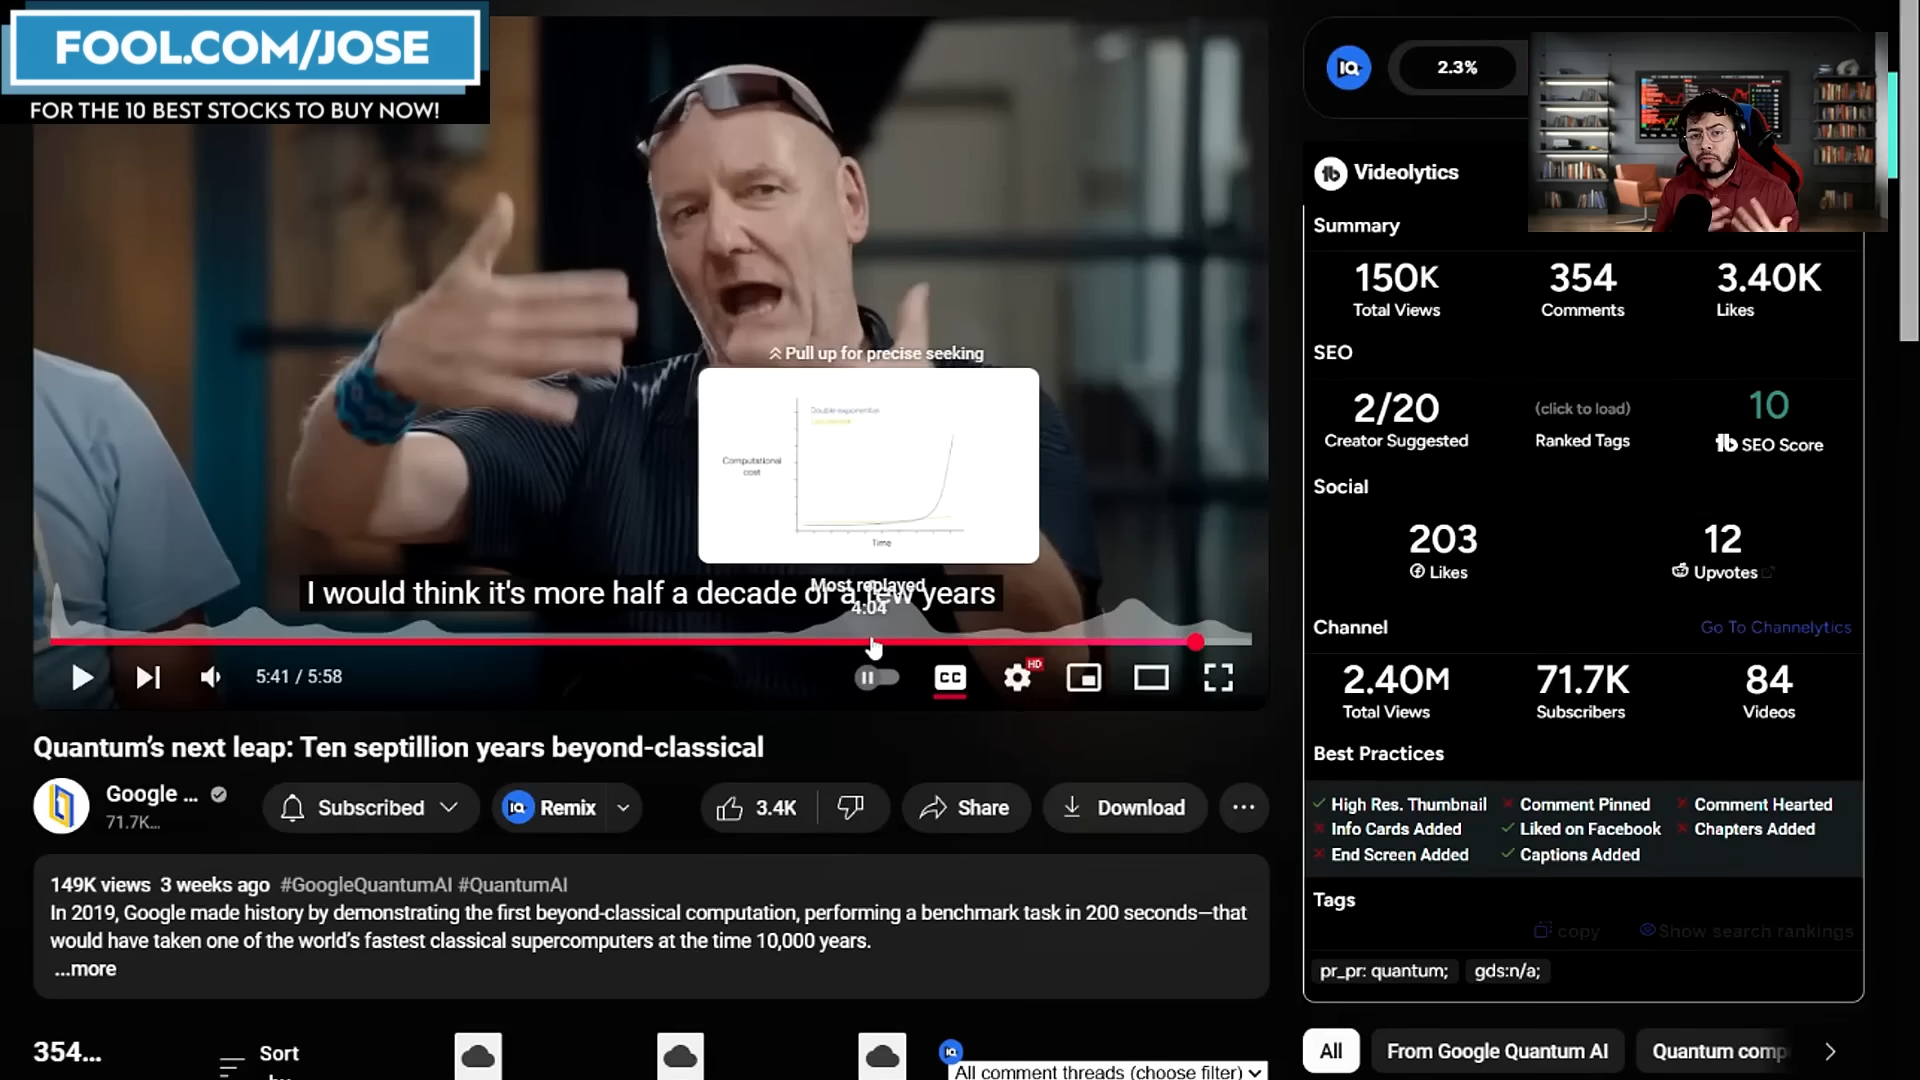 FOOL.COM/JOSE
FOR THE 10 BEST STOCKS TO BUY NOW!
Pull up for precise seeking
Double-exponential
Computational
cost
Time
I would think it's more half a decade or a few years
Most replayed
4:04
5:41 / 5:58
CC
HD
Quantum's next leap: Ten septillion years beyond-classical
Google ...
71.7K...
Subscribed
IQ
Remix
3.4K
Share
Download
149K views 3 weeks ago #GoogleQuantumAI #QuantumAI
In 2019, Google made history by demonstrating the first beyond-classical computation, performing a benchmark task in 200 seconds—that
would have taken one of the world's fastest classical supercomputers at the time 10,000 years.
...more
354...
Sort
IQ
All comment threads (choose filter)
IQ
2.3%
tb Videolytics
Summary
150K 354 3.40K
Total Views Comments Likes
SEO
2/20 (click to load) 10
Creator Suggested Ranked Tags tb SEO Score
Social
203 12
Likes Upvotes
Channel Go To Channelytics
2.40M 71.7K 84
Total Views Subscribers Videos
Best Practices
High Res. Thumbnail Comment Pinned Comment Hearted
Info Cards Added Liked on Facebook Chapters Added
End Screen Added Captions Added
Tags
copy Show search rankings
pr_pr: quantum; gds:n/a;
All From Google Quantum AI Quantum comp